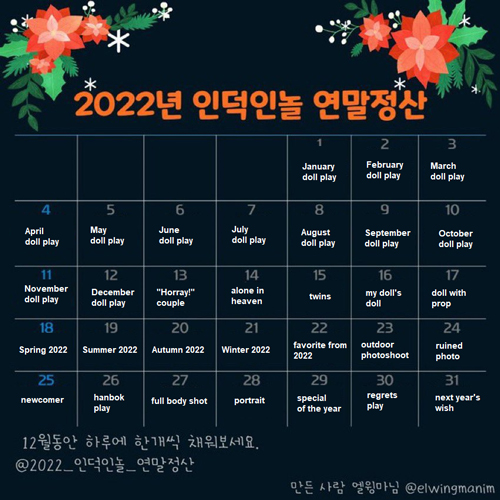 2022년 인덕인놀 연말정산
1 2 3
January doll play
February doll play
March doll play
4 5 6 7 8 9 10
April doll play
May doll play
June doll play
July doll play
August doll play
September doll play
October doll play
11 12 13 14 15 16 17
November doll play
December doll play
"Horray!" couple
alone in heaven
twins
my doll's doll
doll with prop
18 19 20 21 22 23 24
Spring 2022
Summer 2022
Autumn 2022
Winter 2022
favorite from 2022
outdoor photoshoot
ruined photo
25 26 27 28 29 30 31
newcomer
hanbok play
full body shot
portrait
special of the year
regrets play
next year's wish
12월동안 하루에 한개씩 채워보세요.
@2022_인덕인놀_연말정산
만든 사람 엘윙마님 @elwingmanim